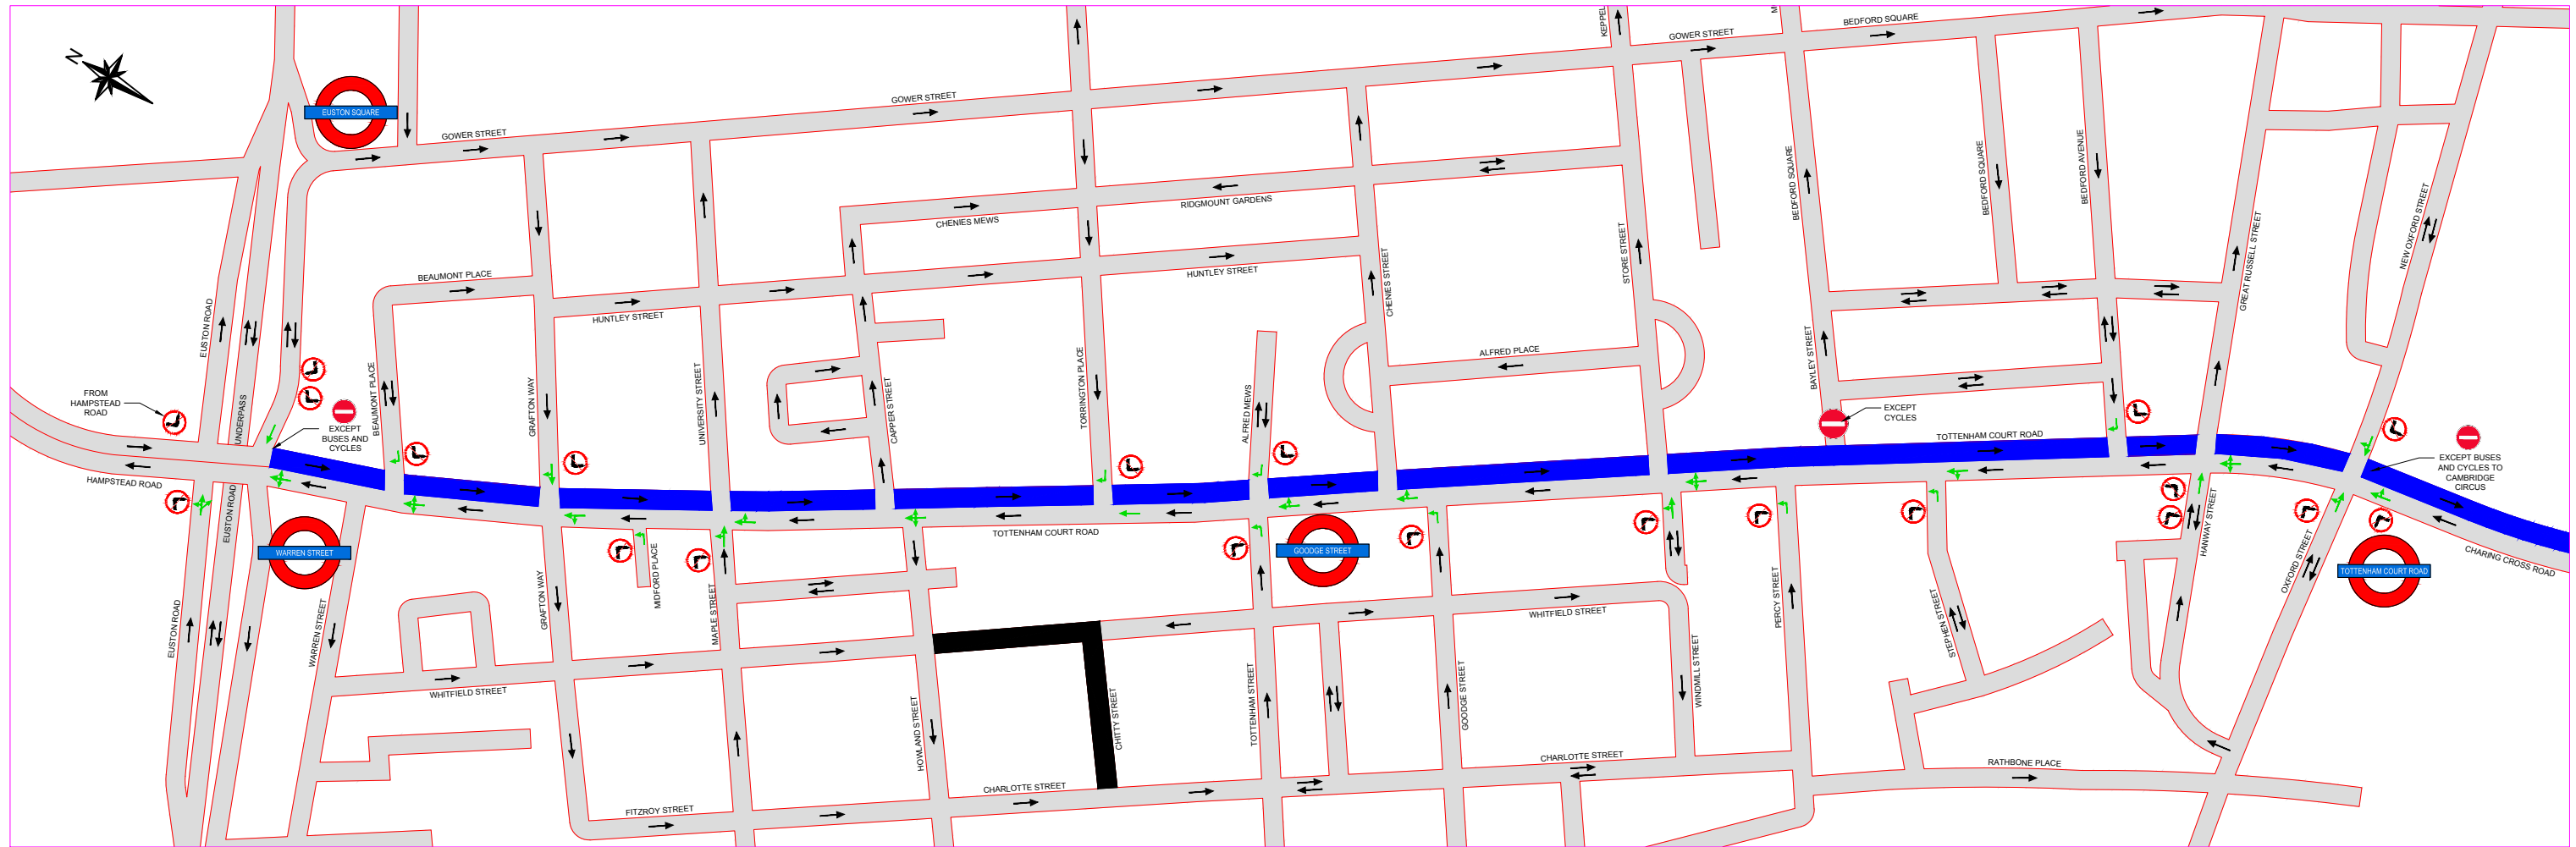 N
KEPPEL
M
BEDFORD SQUARE
GOWER STREET
GOWER STREET
EUSTON SQUARE
GOWER STREET
BEDFORD AVENUE
BEDFORD SQUARE
BEDFORD SQUARE
RIDGMOUNT GARDENS
CHENIES MEWS
NEW OXFORD STREET
GREAT RUSSELL STREET
STORE STREET
CHENIES STREET
HUNTLEY STREET
BEAUMONT PLACE
EUSTON ROAD
HUNTLEY STREET
ALFRED PLACE
BAYLEY STREET
TORRINGTON PLACE
ALFRED MEWS
CAPPER STREET
UNIVERSITY STREET
GRAFTON WAY
BEAUMONT PLACE
UNDERPASS
FROM
HAMPSTEAD
ROAD
EXCEPT
BUSES AND
CYCLES
EXCEPT
CYCLES
TOTTENHAM COURT ROAD
EXCEPT BUSES
AND CYCLES TO
CAMBRIDGE
CIRCUS
HAMPSTEAD ROAD
EUSTON ROAD
TOTTENHAM COURT ROAD
HANWAY STREET
WARREN STREET
GOODGE STREET
TOTTENHAM COURT ROAD
CHARING CROSS ROAD
OXFORD STREET
MIDFORD PLACE
MAPLE STREET
GRAFTON WAY
WARREN STREET
EUSTON ROAD
PERCY STREET
STEPHEN STREET
WHITFIELD STREET
WINDMILL STREET
GOODGE STREET
TOTTENHAM STREET
CHITTY STREET
HOWLAND STREET
WHITFIELD STREET
CHARLOTTE STREET
RATHBONE PLACE
CHARLOTTE STREET
FITZROY STREET